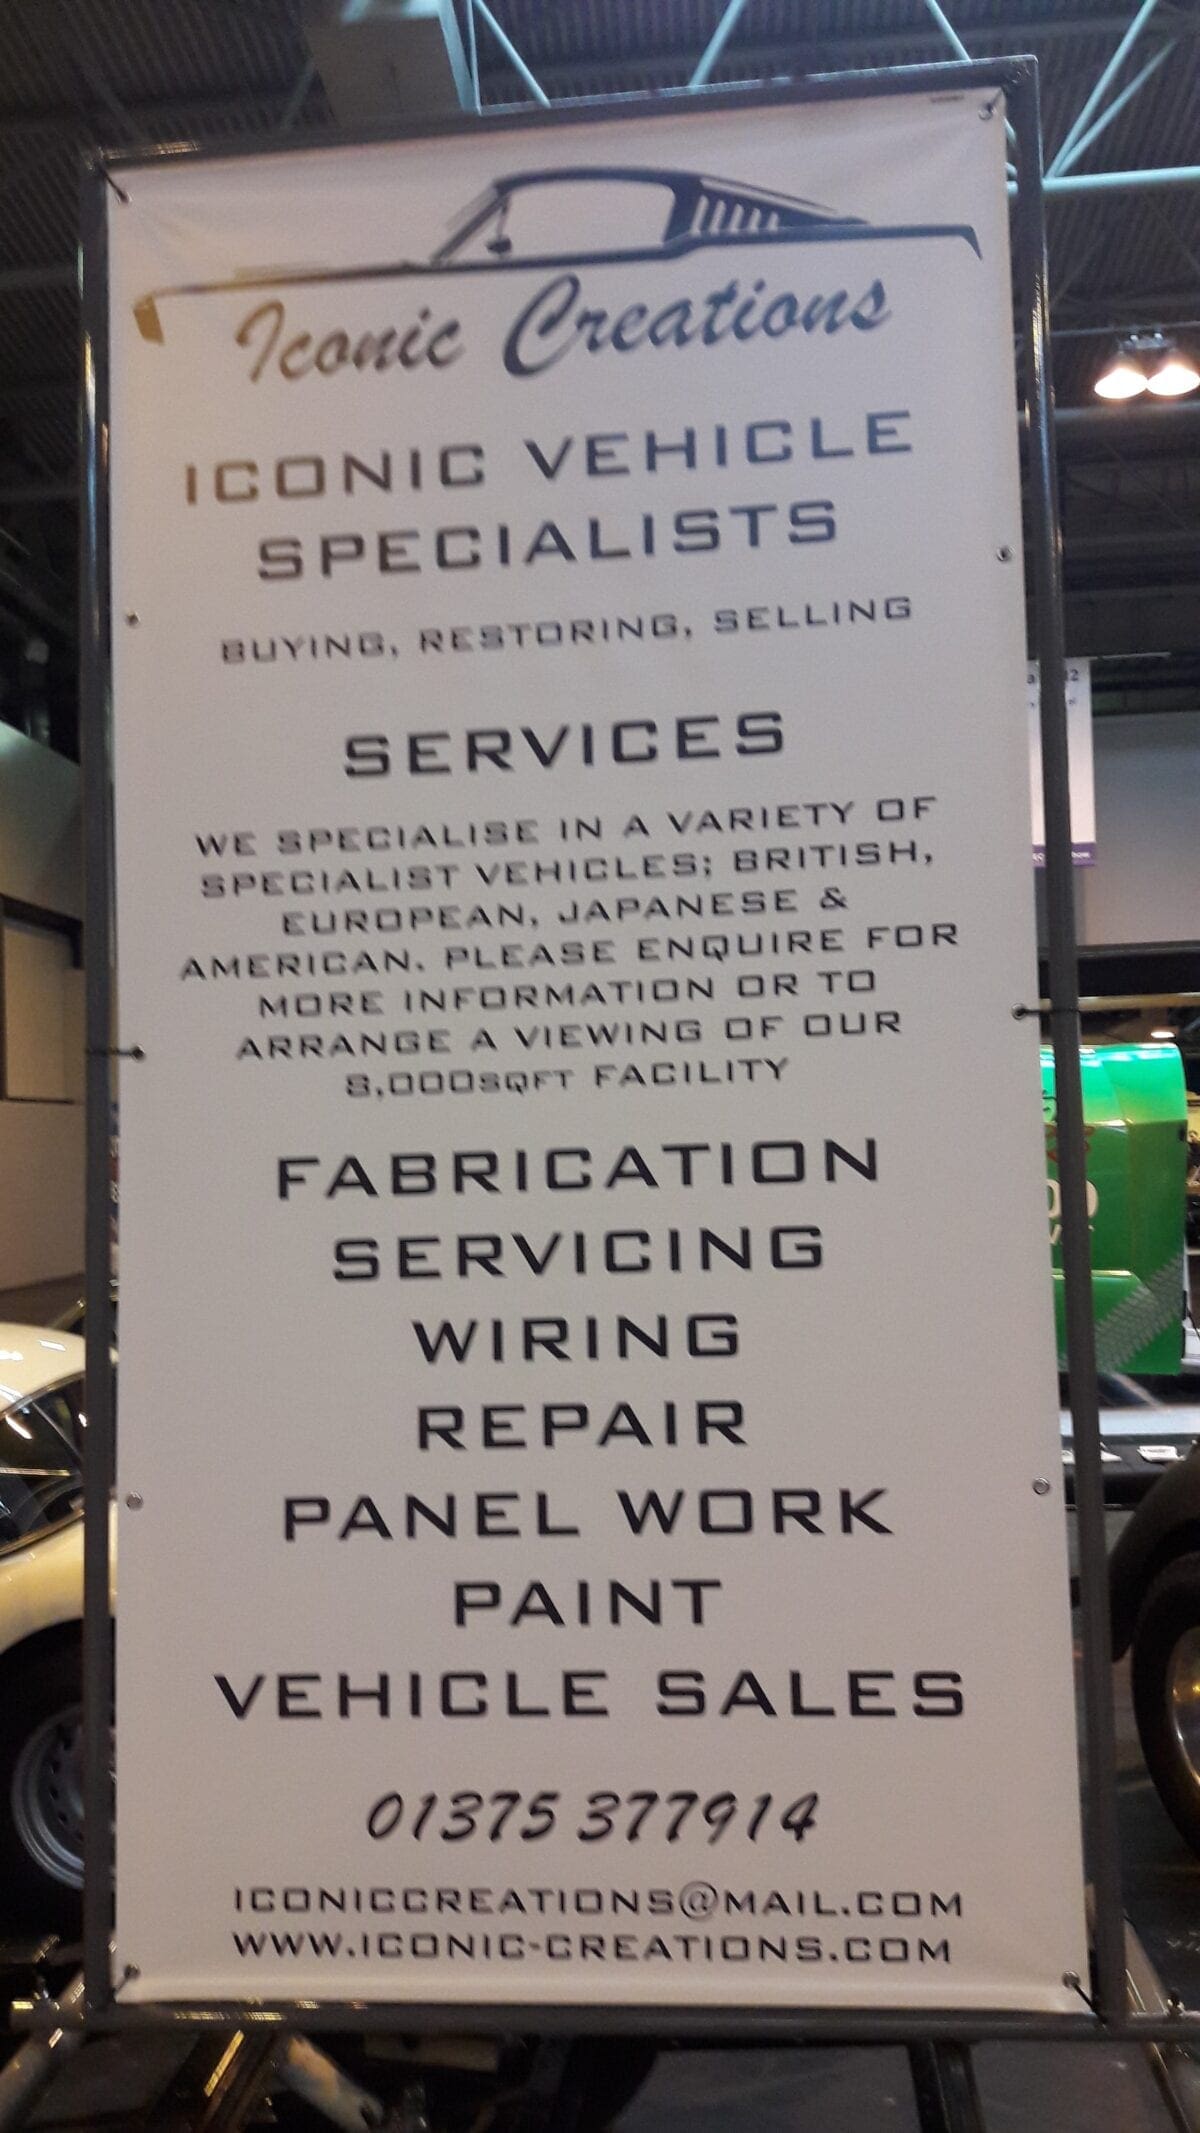 Iconic Creations
ICONIC VEHICLE
SPECIALISTS
BUYING, RESTORING, SELLING
SERVICES
WE SPECIALISE IN A VARIETY OF
SPECIALIST VEHICLES; BRITISH,
EUROPEAN, JAPANESE &
AMERICAN. PLEASE ENQUIRE FOR
MORE INFORMATION OR TO
ARRANGE A VIEWING OF OUR
8,000SQFT FACILITY
FABRICATION
SERVICING
WIRING
REPAIR
PANEL WORK
PAINT
VEHICLE SALES
01375 377914
ICONICCREATIONS@MAIL.COM
WWW.ICONIC-CREATIONS.COM